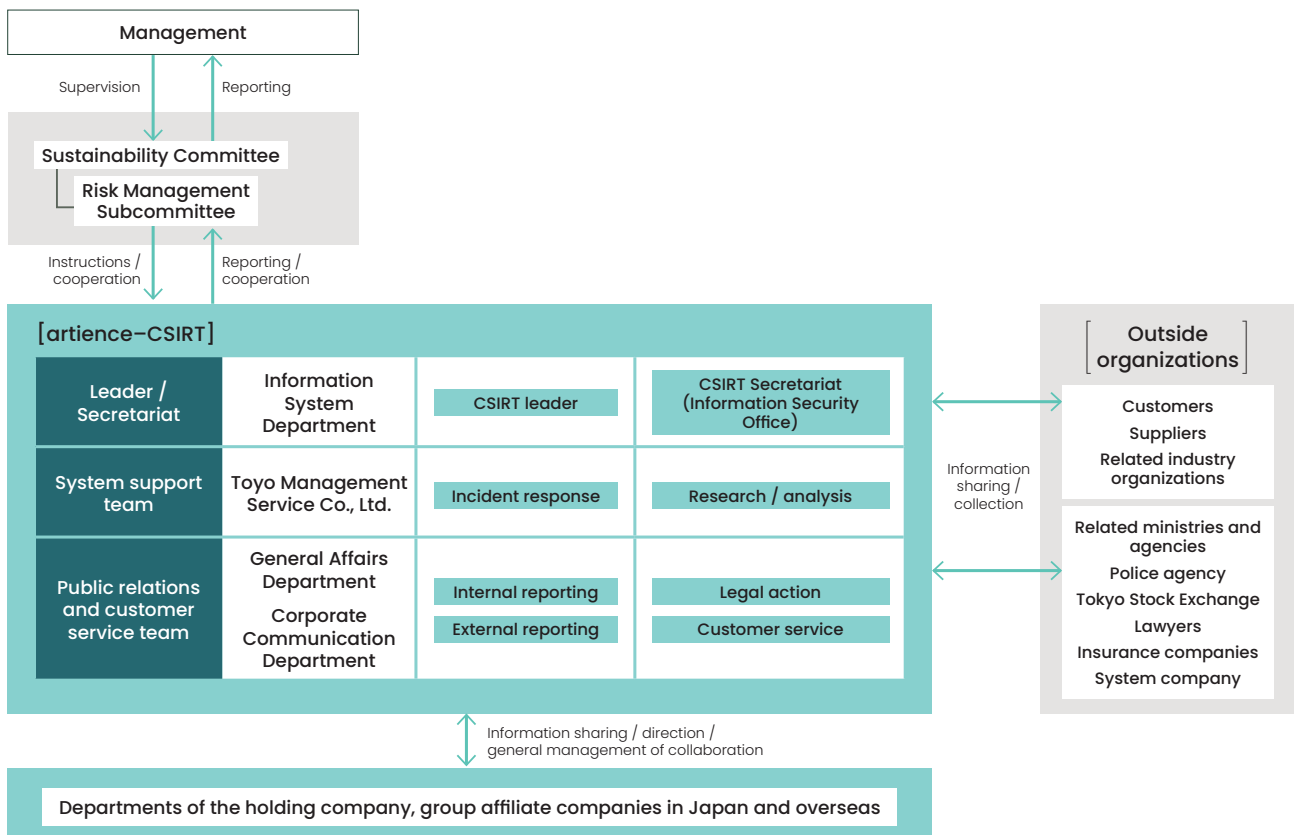 Management
Supervision
Reporting
Sustainability Committee
Risk Management
Subcommittee
Instructions /
cooperation
Reporting /
cooperation
[artience–CSIRT]
Leader /
Secretariat
Information
System
Department
CSIRT leader
CSIRT Secretariat
(Information Security
Office)
System support
team
Toyo Management
Service Co., Ltd.
Incident response
Research / analysis
Public relations
and customer
service team
General Affairs
Department
Corporate
Communication
Department
Internal reporting
External reporting
Legal action
Customer service
Information
sharing /
collection
[Outside
organizations]
Customers
Suppliers
Related industry
organizations
Related ministries and
agencies
Police agency
Tokyo Stock Exchange
Lawyers
Insurance companies
System company
Information sharing / direction /
general management of collaboration
Departments of the holding company, group affiliate companies in Japan and overseas